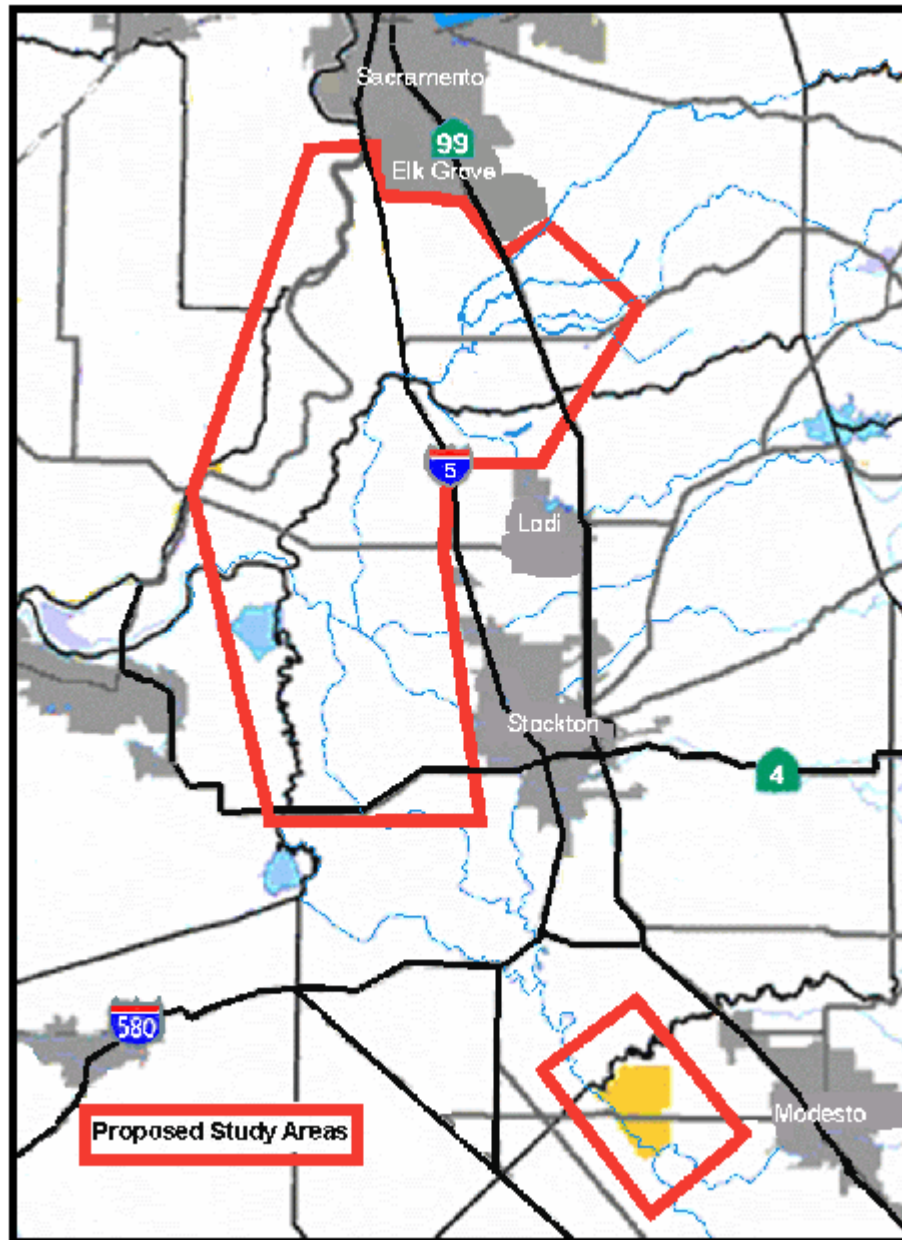 Sacramento
99
Elk Grove
5
Lodi
Stockton
4
580
Proposed Study Areas
Modesto